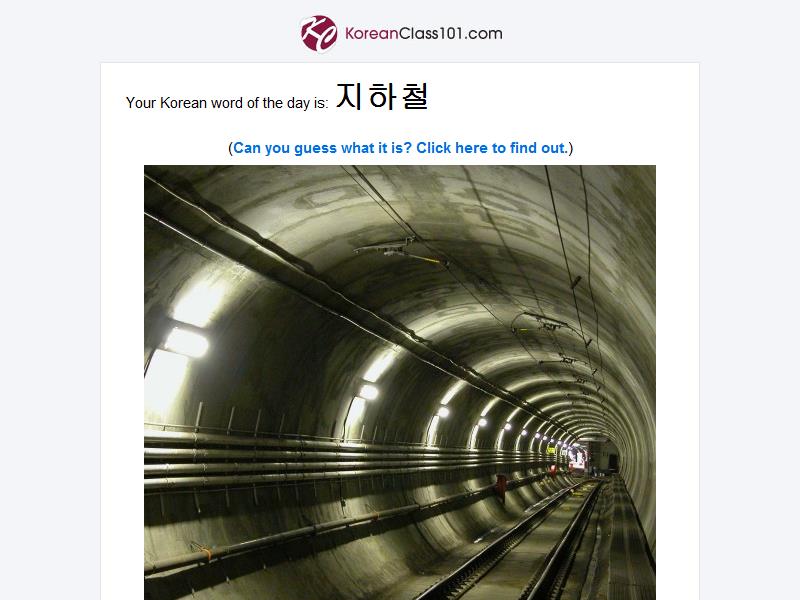 KoreanClass101.com
Your Korean word of the day is: 지하철
(Can you guess what it is? Click here to find out.)